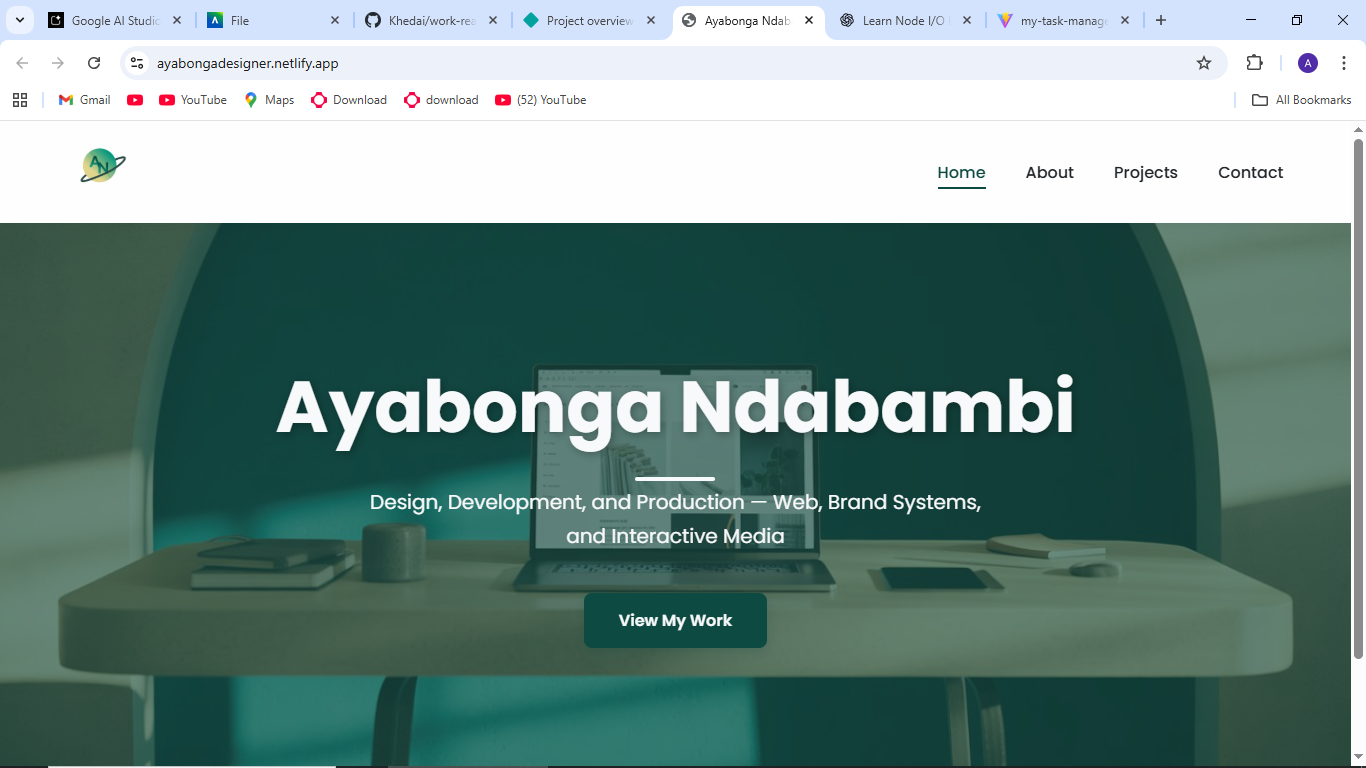 Google AI Studio
File
Khedai/work-rea
Project overview
Ayabonga Ndab
Learn Node I/O
my-task-manage
ayabongadesigner.netlify.app
A
Gmail
YouTube
Maps
Download
download
(52) YouTube
All Bookmarks
AN
Home
About
Projects
Contact
Ayabonga Ndabambi
Design, Development, and Production — Web, Brand Systems,
and Interactive Media
View My Work